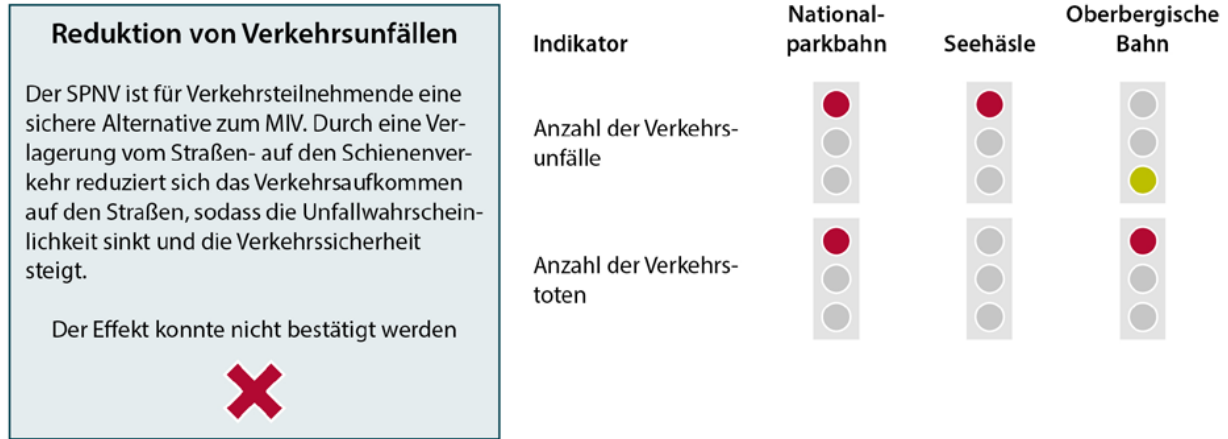 Reduktion von Verkehrsunfällen
Der SPNV ist für Verkehrsteilnehmende eine
sichere Alternative zum MIV. Durch eine Ver-
lagerung vom Straßen- auf den Schienenver-
kehr reduziert sich das Verkehrsaufkommen
auf den Straßen, sodass die Unfallwahrschein-
lichkeit sinkt und die Verkehrssicherheit
steigt.
Der Effekt konnte nicht bestätigt werden
Indikator
National-
parkbahn
Seehäsle
Oberbergische
Bahn
Anzahl der Verkehrs-
unfälle
Anzahl der Verkehrs-
toten